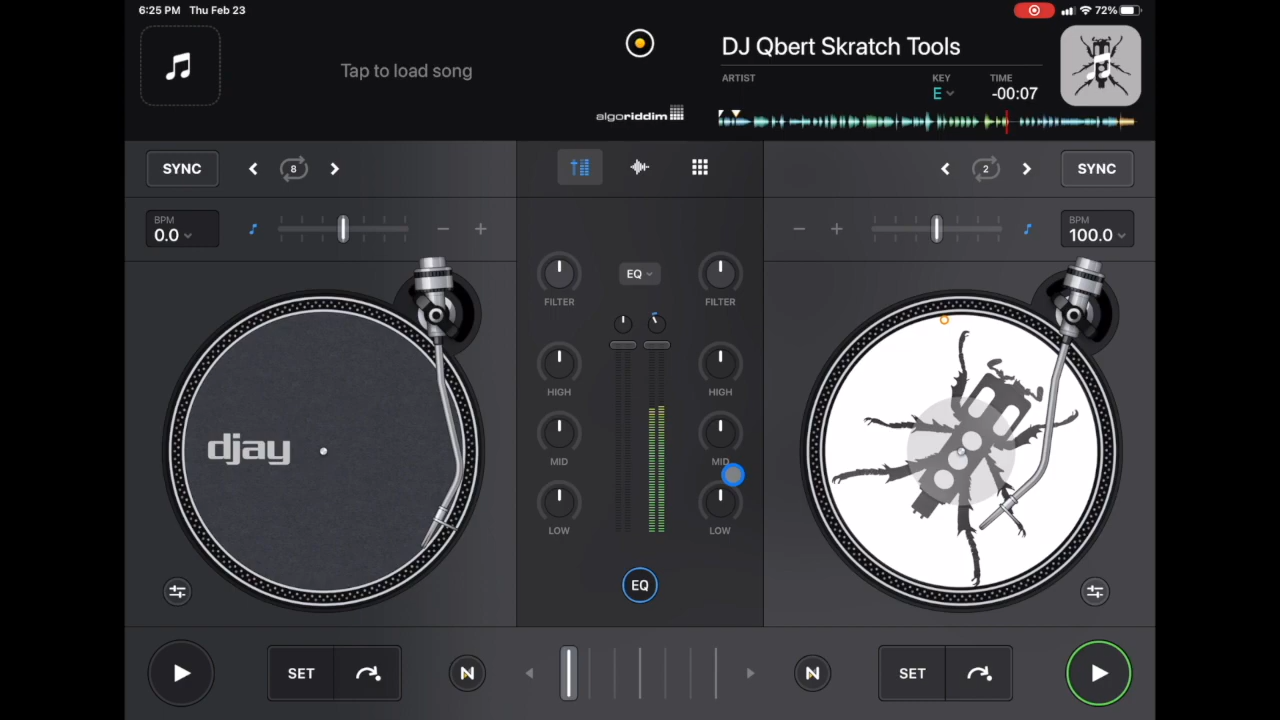 6:25 PM Thu Feb 23
72%
Tap to load song
algoriddim
DJ Qbert Skratch Tools
ARTIST
KEY
TIME
E
-00:07
SYNC
8
2
SYNC
BPM
0.0
BPM
100.0
FILTER
EQ
FILTER
HIGH
HIGH
MID
MID
LOW
LOW
djay
EQ
SET
N
N
SET